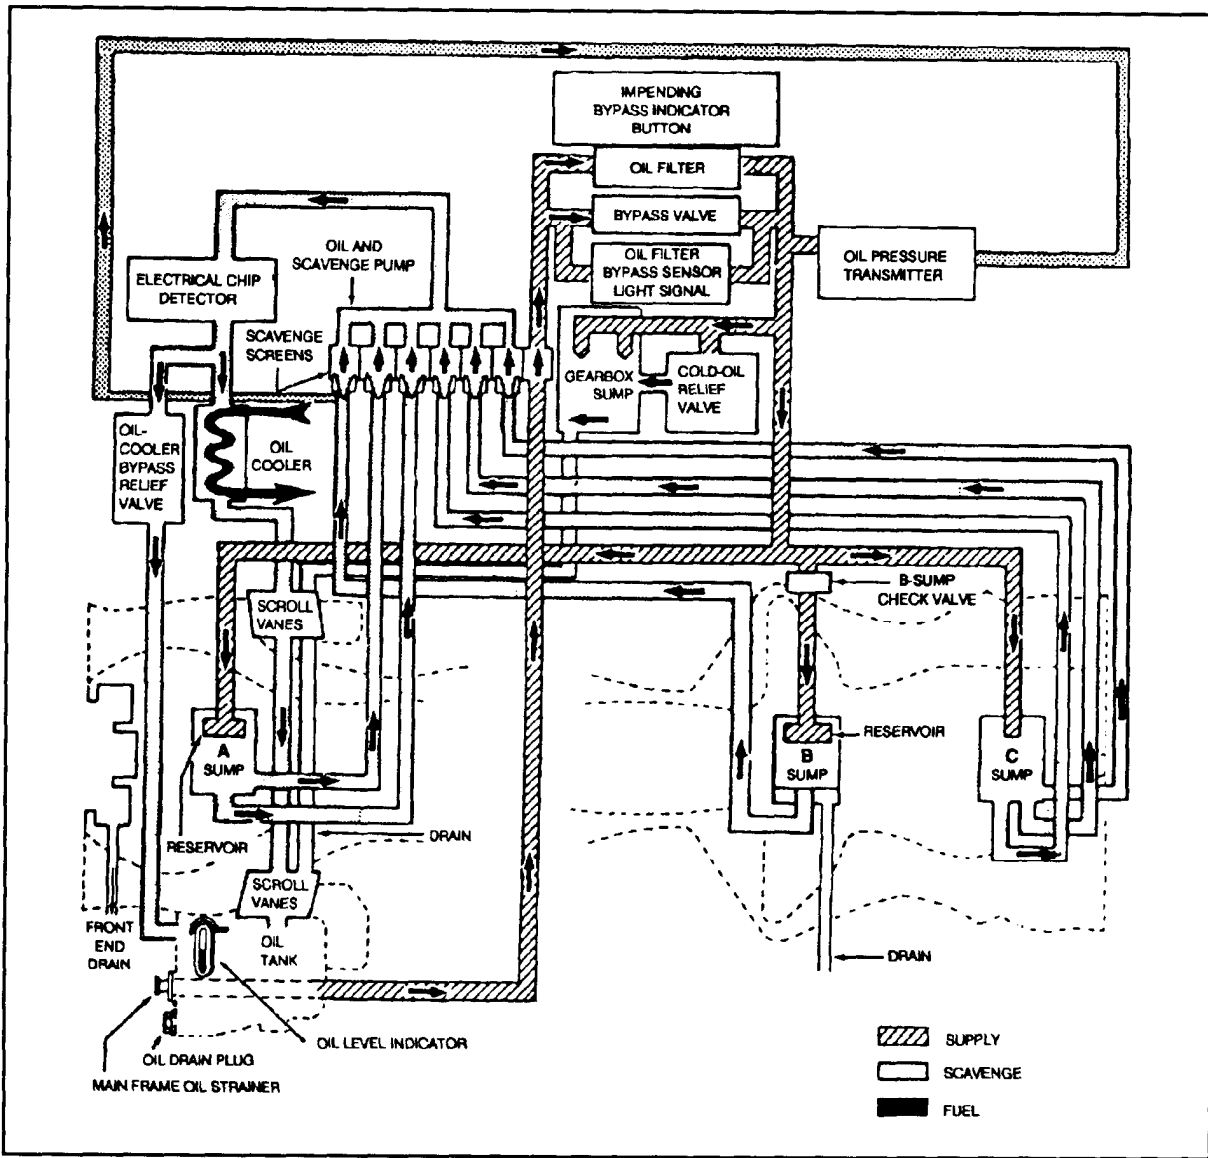 IMPENDING
BYPASS INDICATOR
BUTTON
OIL FILTER
BYPASS VALVE
OIL FILTER
BYPASS SENSOR
LIGHT SIGNAL
OIL PRESSURE
TRANSMITTER
OIL AND
SCAVENGE PUMP
ELECTRICAL CHIP
DETECTOR
SCAVENGE
SCREENS
GEARBOX
SUMP
COLD-OIL
RELIEF
VALVE
OIL-
COOLER
BYPASS
RELIEF
VALVE
OIL
COOLER
B-SUMP
CHECK VALVE
SCROLL
VANES
A
SUMP
RESERVOIR
B
SUMP
RESERVOIR
C
SUMP
DRAIN
SCROLL
VANES
FRONT
END
DRAIN
OIL
TANK
DRAIN
OIL LEVEL INDICATOR
OIL DRAIN PLUG
MAIN FRAME OIL STRAINER
SUPPLY
SCAVENGE
FUEL